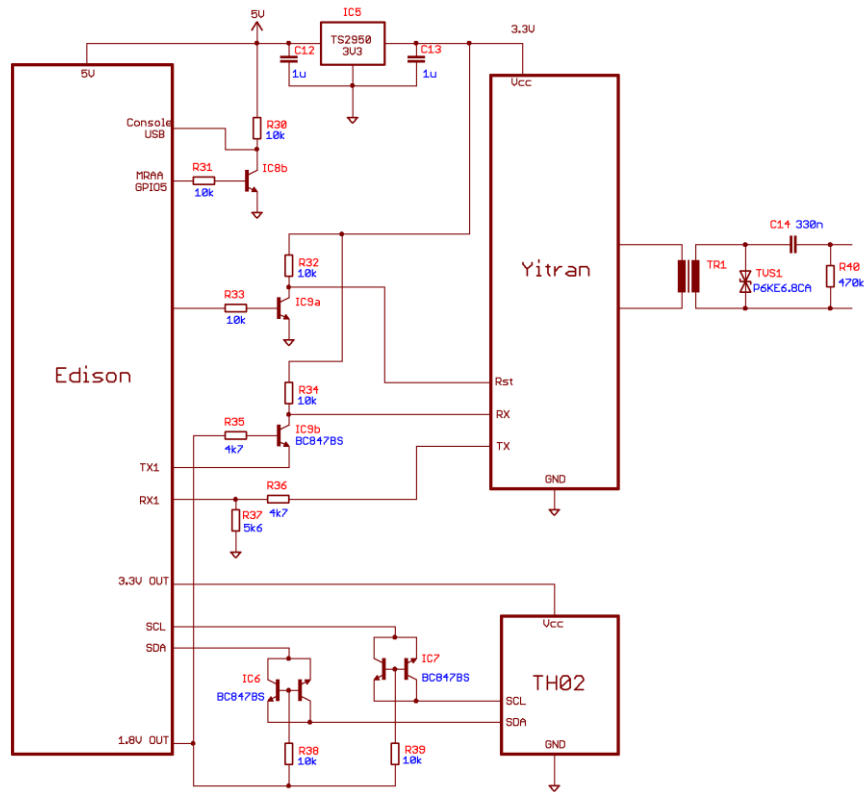 5V
IC5
TS2950
3V3
C12
1u
C13
1u
3.3V
5V
Vcc
Console
USB
R30
10k
MRAA
GPIO5
R31
10k
IC8b
R32
10k
R33
10k
IC9a
Yitran
TR1
C14 330n
TVS1
P6KE6.8CA
R40
470k
Edison
R34
10k
Rst
RX
R35
4k7
IC9b
BC847BS
TX
TX1
RX1
R36
4k7
R37
5k6
GND
3.3V OUT
Vcc
SCL
SDA
IC6
BC847BS
IC7
BC847BS
TH02
SCL
SDA
1.8V OUT
R38
10k
R39
10k
GND